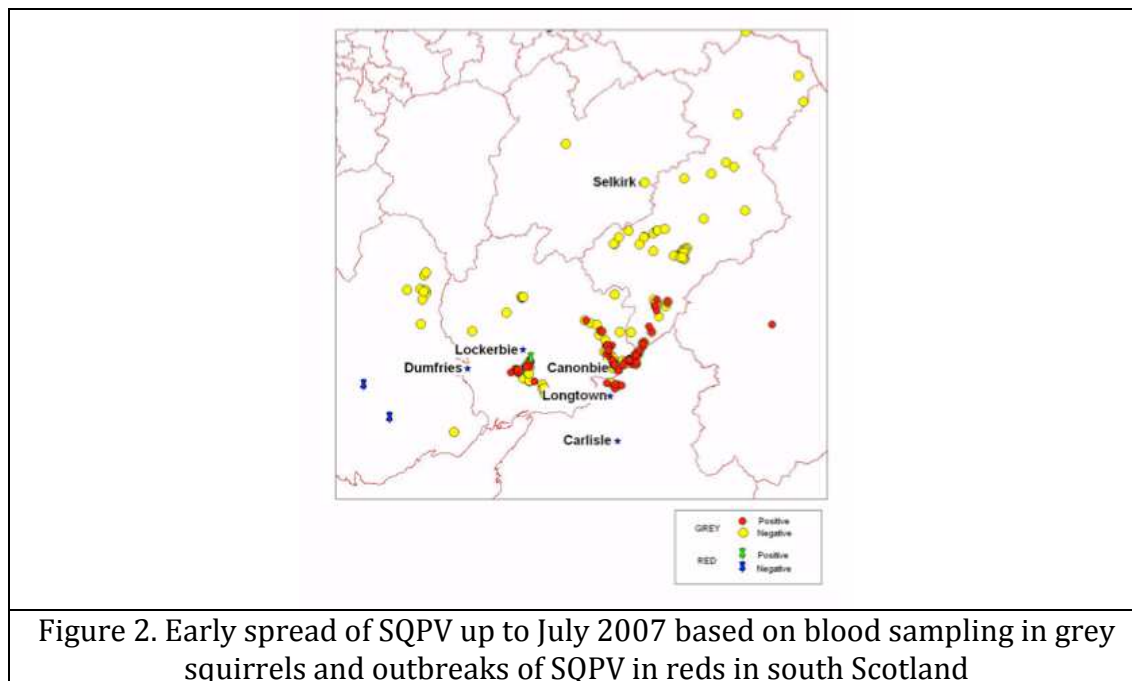 Selkirk
Lockerbie
Dumfries
Canonbie
Longtown
Carlisle
GREY
Positive
Negative
RED
Positive
Negative
Figure 2. Early spread of SQPV up to July 2007 based on blood sampling in grey
squirrels and outbreaks of SQPV in reds in south Scotland